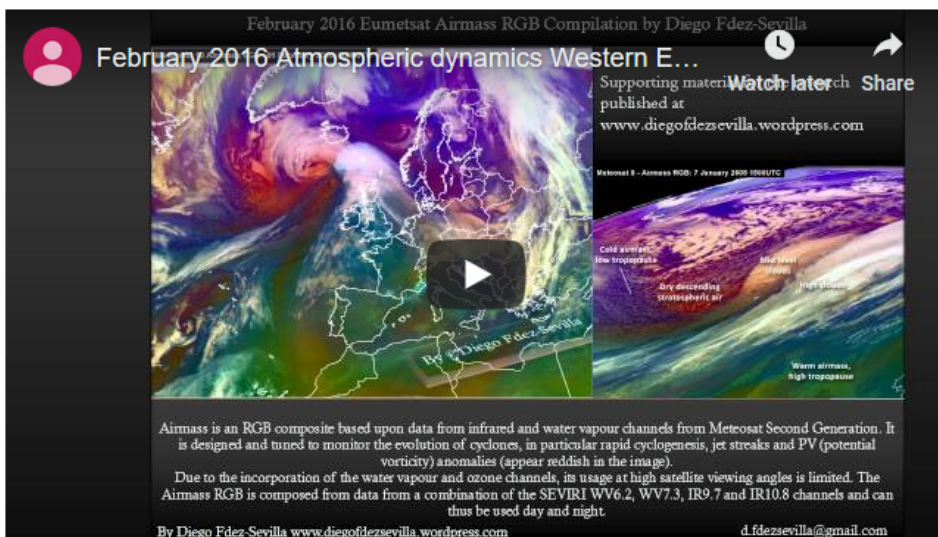 February 2016 Eumetsat Airmass RGB Compilation by Diego Fdez-Sevilla
February 2016 Atmospheric dynamics Western E…
Watch later
Share
Supporting material
published at
www.diegofdezsevilla.wordpress.com
Meteosat 8 - Airmass RGB: 7 January 2005 1500UTC
Cold airmass,
low tropopause
Mid level
clouds
High clouds
Dry descending
stratospheric air
Warm airmass,
high tropopause
By Diego Fdez-Sevilla
Airmass is an RGB composite based upon data from infrared and water vapour channels from Meteosat Second Generation. It
is designed and tuned to monitor the evolution of cyclones, in particular rapid cyclogenesis, jet streaks and PV (potential
vorticity) anomalies (appear reddish in the image).
Due to the incorporation of the water vapour and ozone channels, its usage at high satellite viewing angles is limited. The
Airmass RGB is composed from data from a combination of the SEVIRI WV6.2, WV7.3, IR9.7 and IR10.8 channels and can
thus be used day and night.
By Diego Fdez-Sevilla www.diegofdezsevilla.wordpress.com
d.fdezsevilla@gmail.com